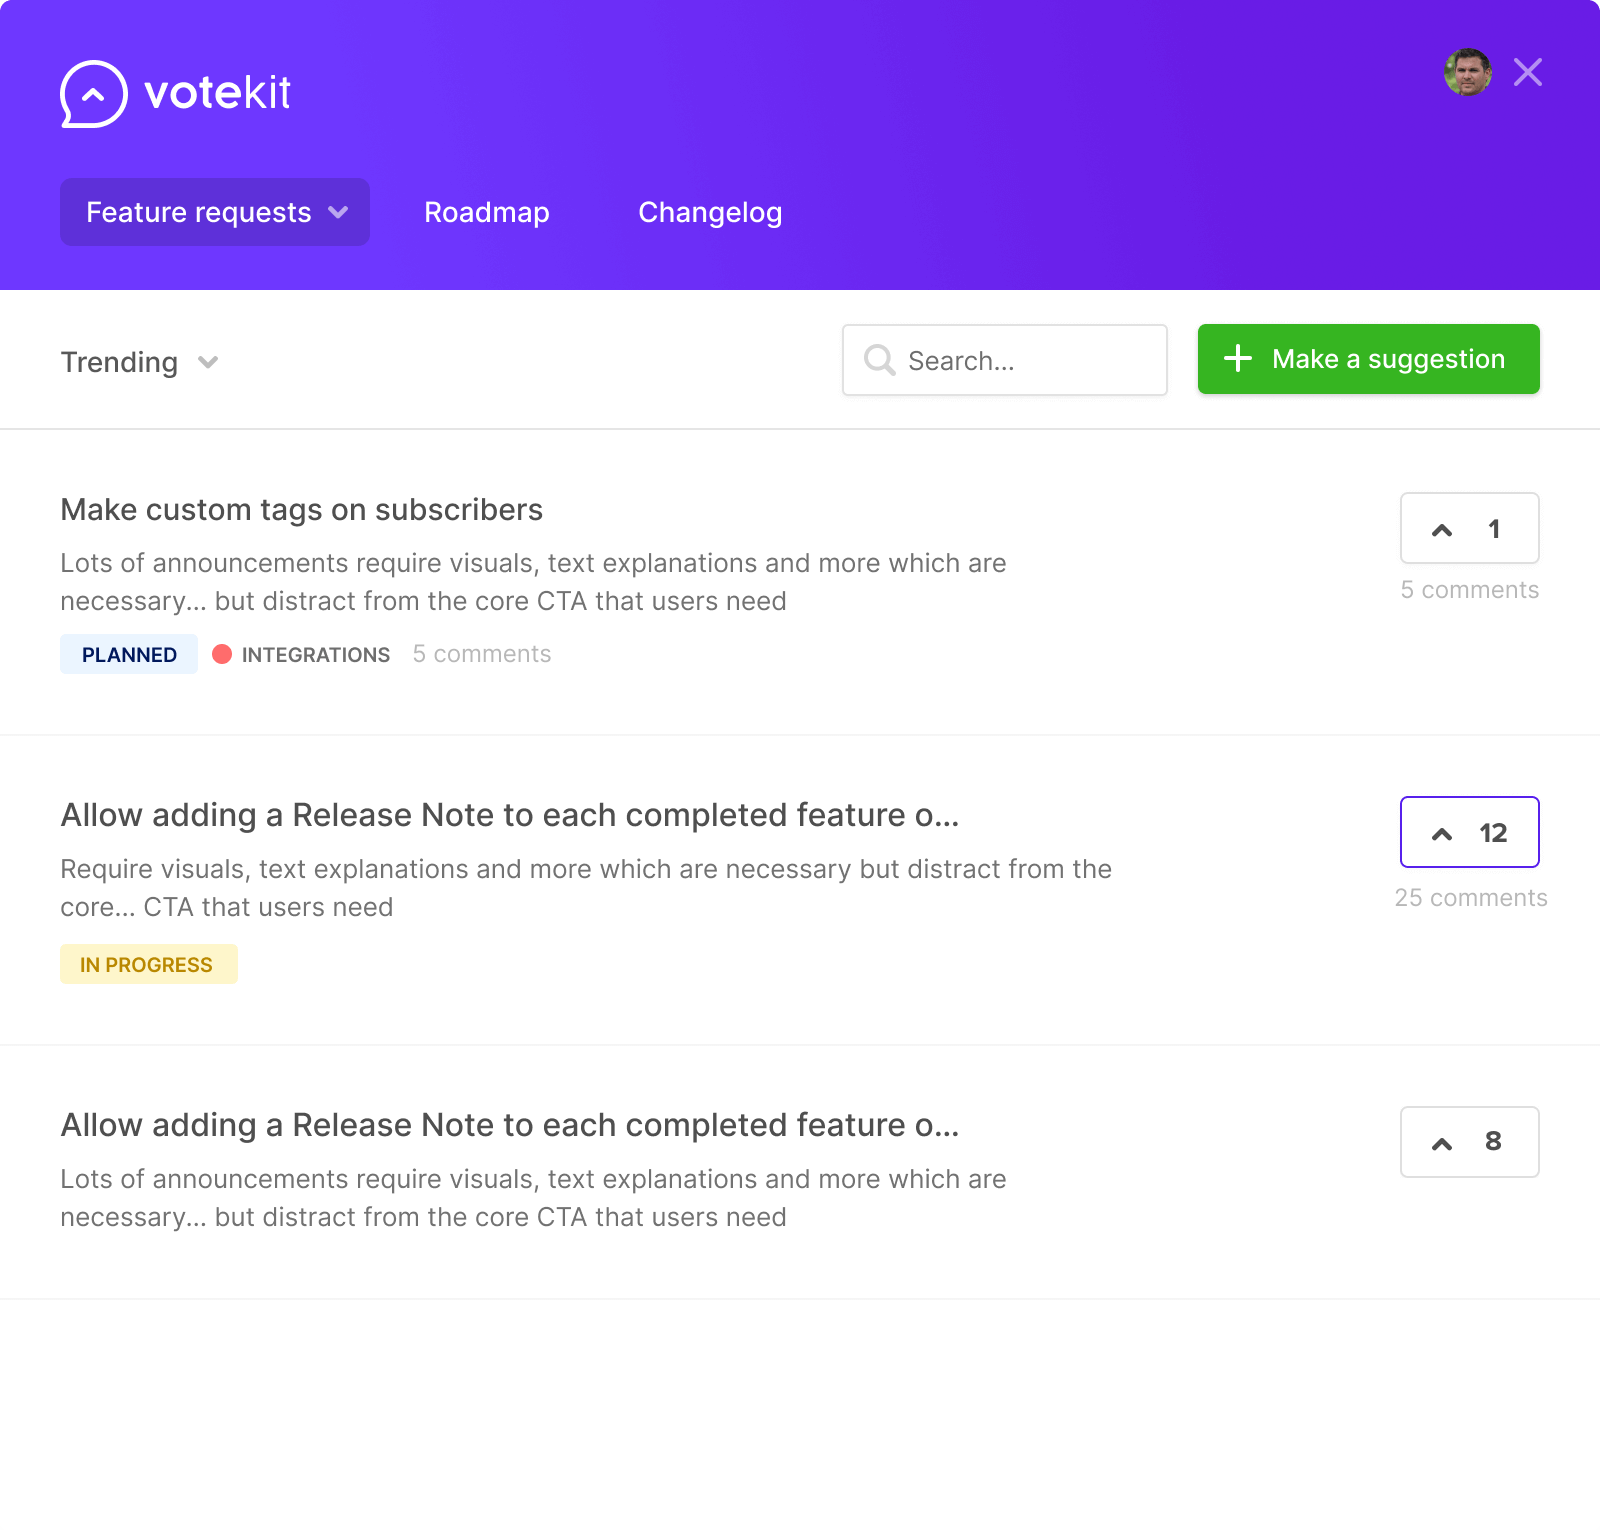 votekit
Feature requests
Roadmap
Changelog
Trending
Search...
Make a suggestion
Make custom tags on subscribers
Lots of announcements require visuals, text explanations and more which are
necessary... but distract from the core CTA that users need
PLANNED
INTEGRATIONS
5 comments
1
5 comments
Allow adding a Release Note to each completed feature o...
Require visuals, text explanations and more which are necessary but distract from the
core... CTA that users need
IN PROGRESS
12
25 comments
Allow adding a Release Note to each completed feature o...
Lots of announcements require visuals, text explanations and more which are
necessary... but distract from the core CTA that users need
8